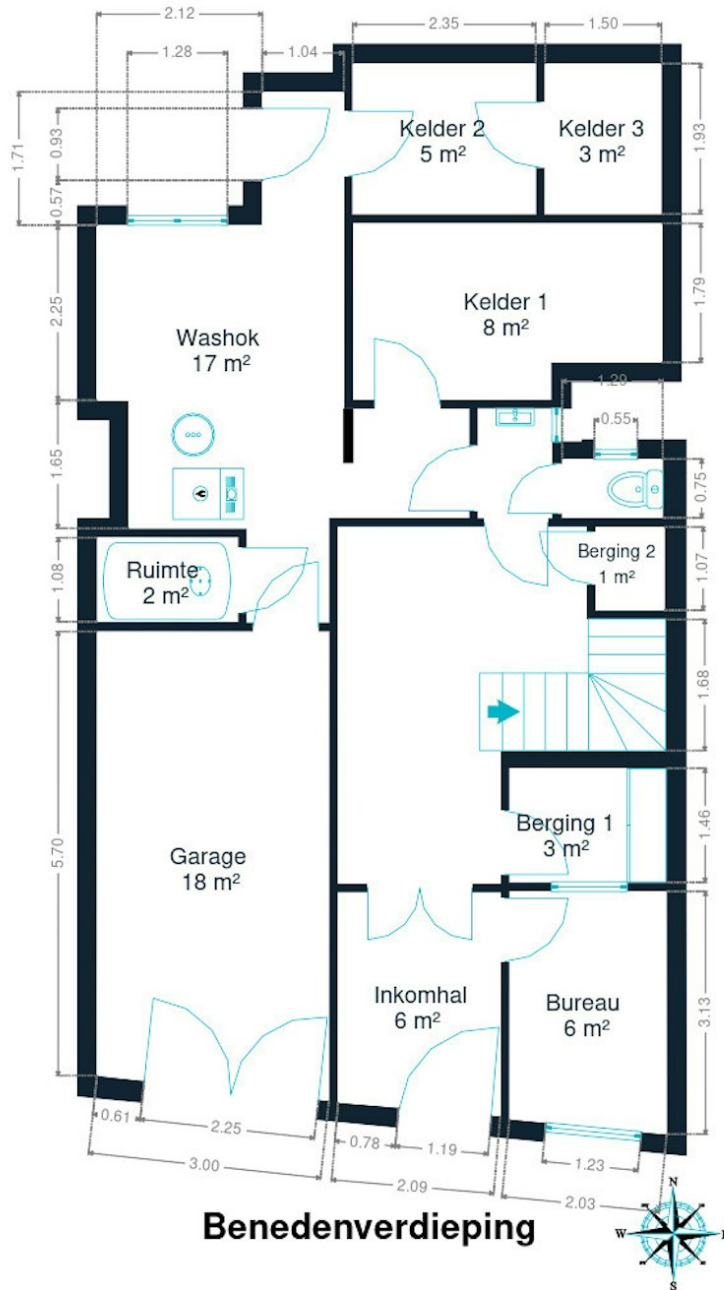 2.12
2.35
1.50
1.28
1.04
0.93
1.71
Kelder 2
5 m²
Kelder 3
3 m²
1.93
0.57
2.25
Kelder 1
8 m²
1.79
Washok
17 m²
1.29
0.55
1.65
0.75
Ruimte
2 m²
1.08
Berging 2
1 m²
1.07
1.68
5.70
Garage
18 m²
Berging 1
3 m²
1.46
Inkomhal
6 m²
Bureau
6 m²
3.13
0.61
2.25
0.78
1.19
1.23
3.00
2.09
2.03
Benedenverdieping
N
W
S